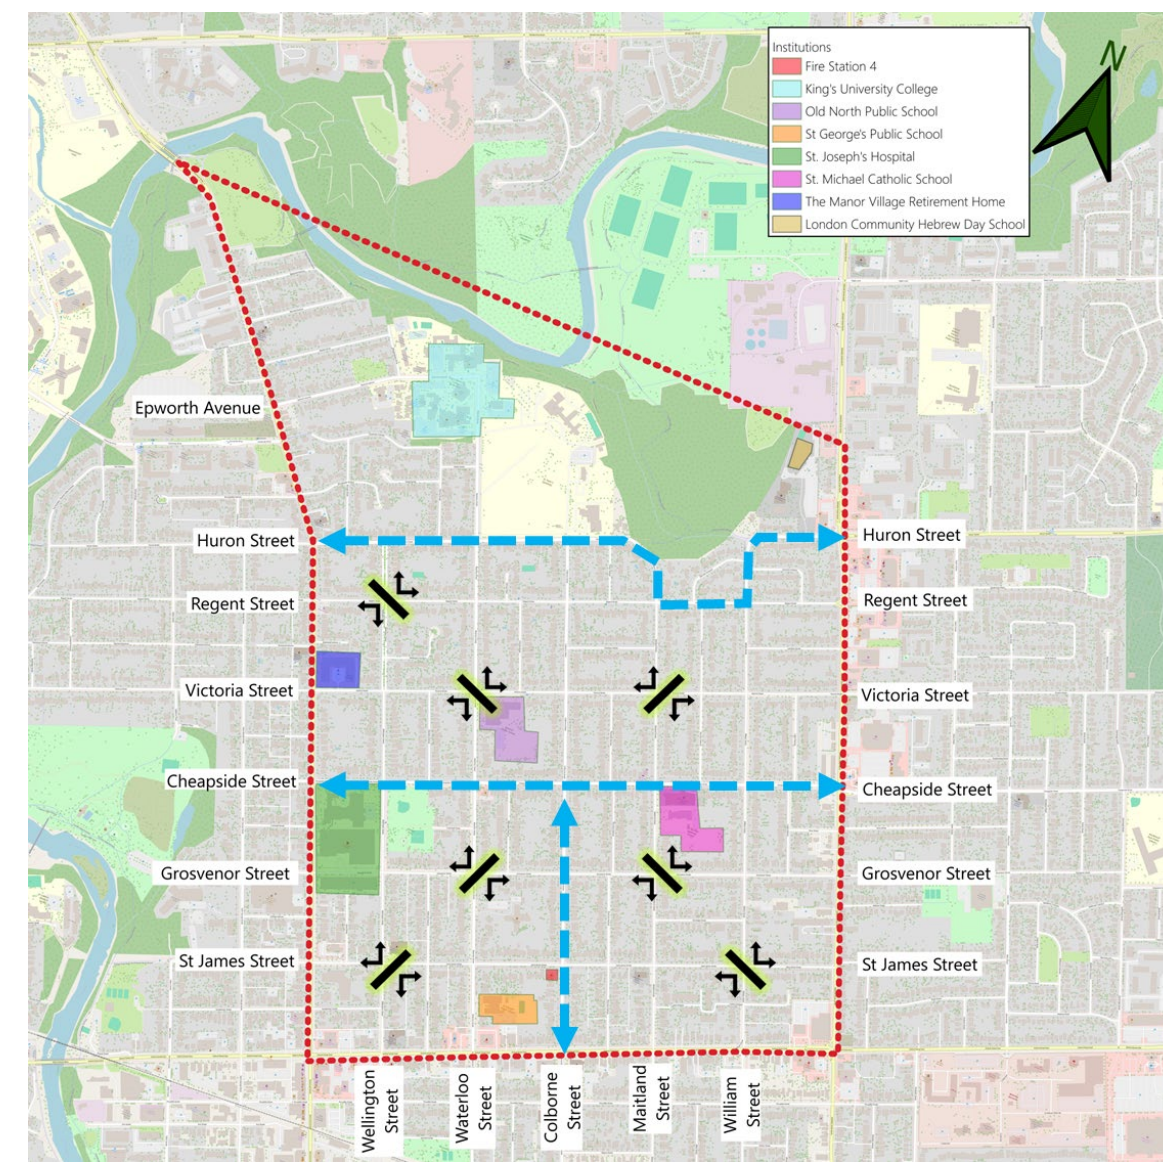 N
Institutions
Fire Station 4
King's University College
Old North Public School
St George's Public School
St. Joseph's Hospital
St. Michael Catholic School
The Manor Village Retirement Home
London Community Hebrew Day School
Epworth Avenue
Huron Street
Huron Street
Regent Street
Regent Street
Victoria Street
Victoria Street
Cheapside Street
Cheapside Street
Grosvenor Street
Grosvenor Street
St James Street
St James Street
Wellington
Street
Waterloo
Street
Colborne
Street
Maitland
Street
William
Street